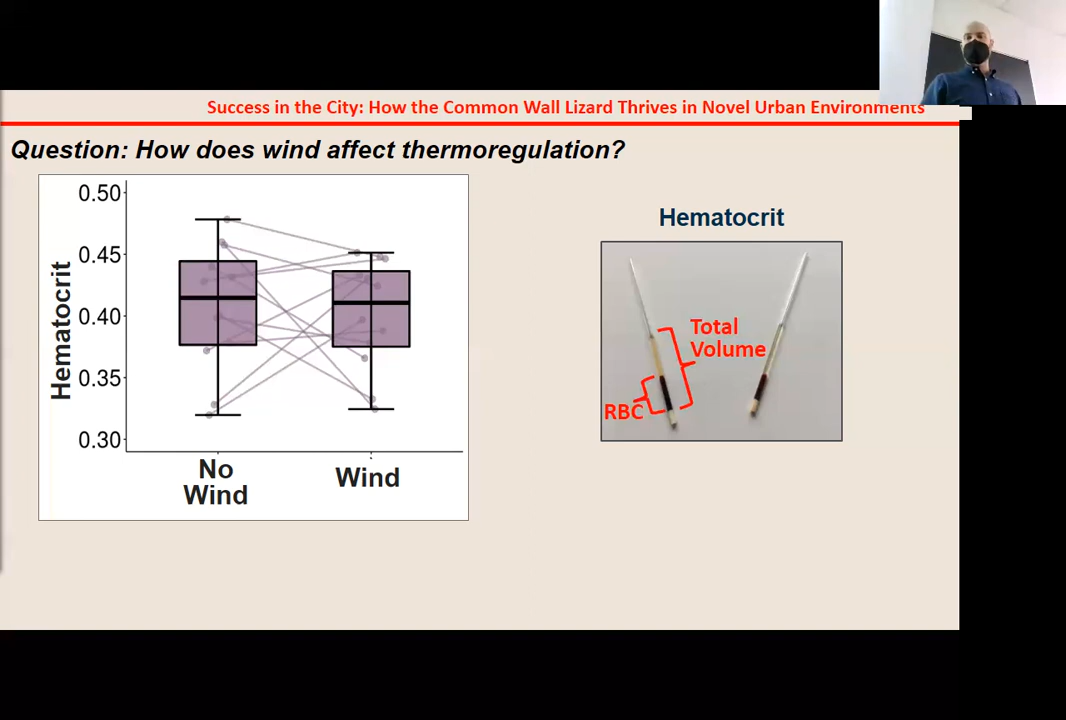 Success in the City: How the Common Wall Lizard Thrives in Novel Urban Environments
Question: How does wind affect thermoregulation?
Hematocrit
0.50
0.45
0.40
0.35
0.30
No
Wind
Wind
Hematocrit
Total
Volume
RBC